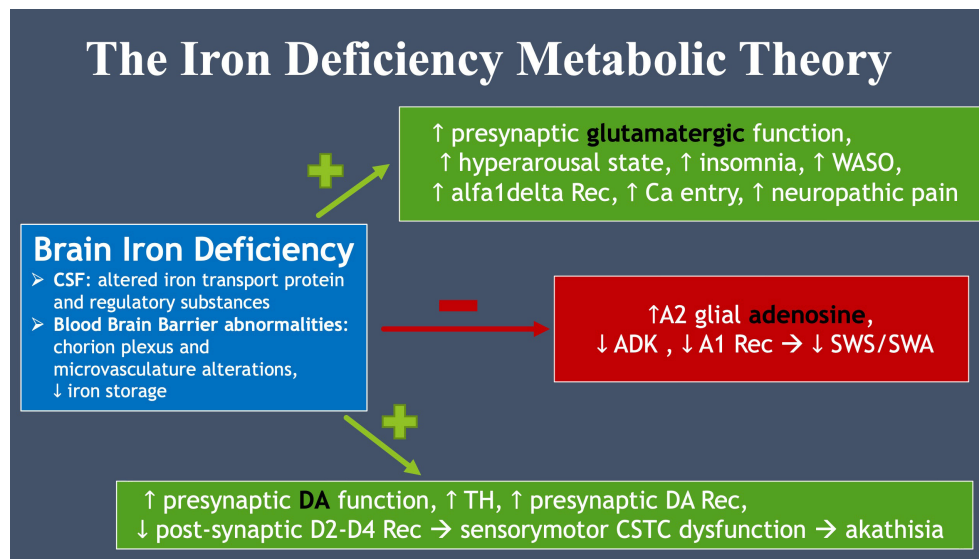 The Iron Deficiency Metabolic Theory
↑ presynaptic glutamatergic function,
↑ hyperarousal state, ↑ insomnia, ↑ WASO,
↑ alfa1delta Rec, ↑ Ca entry, ↑ neuropathic pain
Brain Iron Deficiency
➢ CSF: altered iron transport protein
and regulatory substances
➢ Blood Brain Barrier abnormalities:
chorion plexus and
microvasculature alterations,
↓ iron storage
↑A2 glial adenosine,
↓ ADK , ↓ A1 Rec → ↓ SWS/SWA
↑ presynaptic DA function, ↑ TH, ↑ presynaptic DA Rec,
↓ post-synaptic D2-D4 Rec → sensorymotor CSTC dysfunction → akathisia